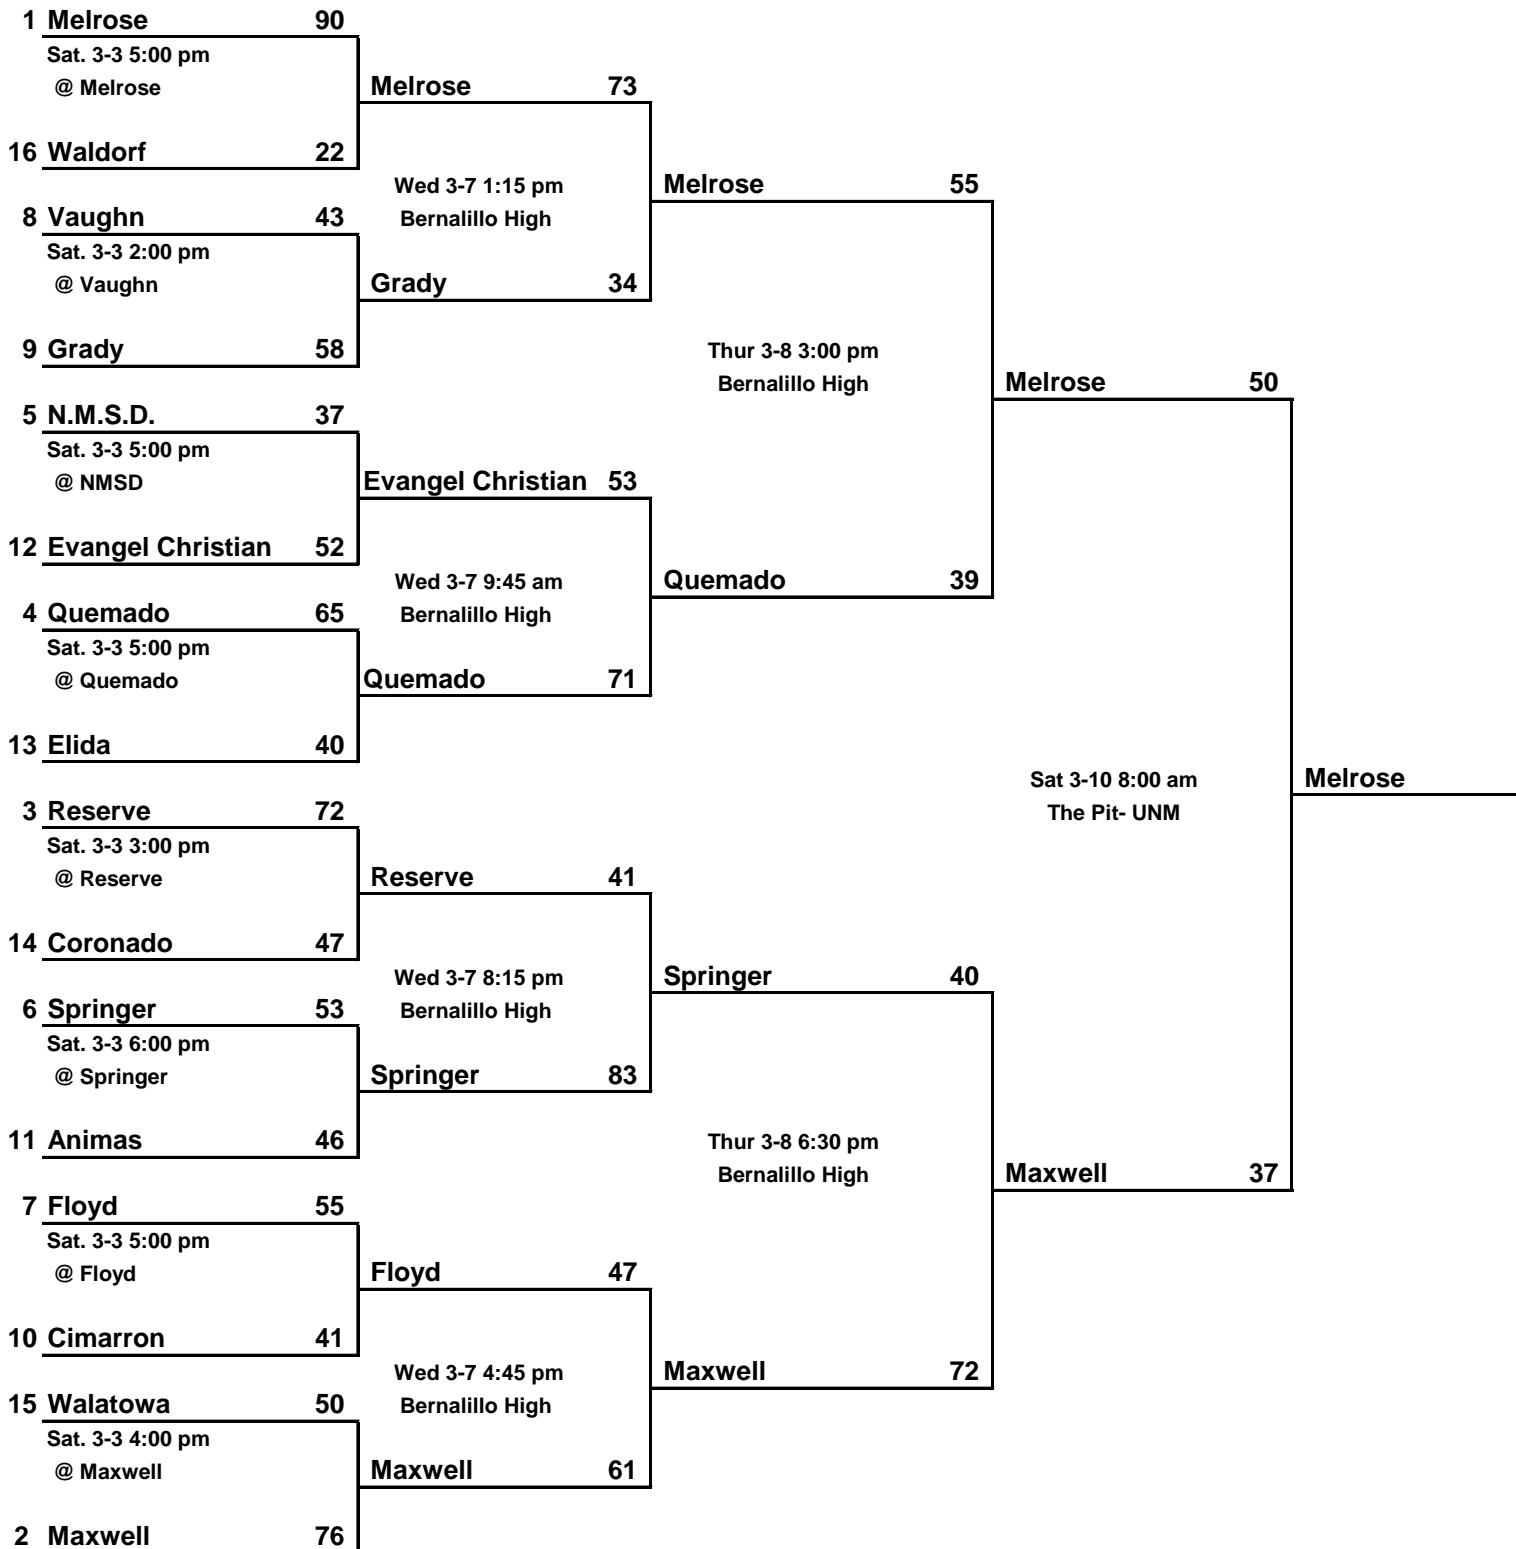 1 Melrose 90
Sat. 3-3 5:00 pm
@ Melrose
Melrose 73
16 Waldorf 22
Wed 3-7 1:15 pm
Bernalillo High
Melrose 55
8 Vaughn 43
Sat. 3-3 2:00 pm
@ Vaughn
Grady 34
9 Grady 58
Thur 3-8 3:00 pm
Bernalillo High
Melrose 50
5 N.M.S.D. 37
Sat. 3-3 5:00 pm
@ NMSD
Evangel Christian 53
12 Evangel Christian 52
Wed 3-7 9:45 am
Bernalillo High
Quemado 39
4 Quemado 65
Sat. 3-3 5:00 pm
@ Quemado
Quemado 71
13 Elida 40
Sat 3-10 8:00 am
The Pit- UNM
Melrose
3 Reserve 72
Sat. 3-3 3:00 pm
@ Reserve
Reserve 41
14 Coronado 47
Wed 3-7 8:15 pm
Bernalillo High
Springer 40
6 Springer 53
Sat. 3-3 6:00 pm
@ Springer
Springer 83
11 Animas 46
Thur 3-8 6:30 pm
Bernalillo High
Maxwell 37
7 Floyd 55
Sat. 3-3 5:00 pm
@ Floyd
Floyd 47
10 Cimarron 41
Wed 3-7 4:45 pm
Bernalillo High
Maxwell 72
15 Walatowa 50
Sat. 3-3 4:00 pm
@ Maxwell
Maxwell 61
2 Maxwell 76